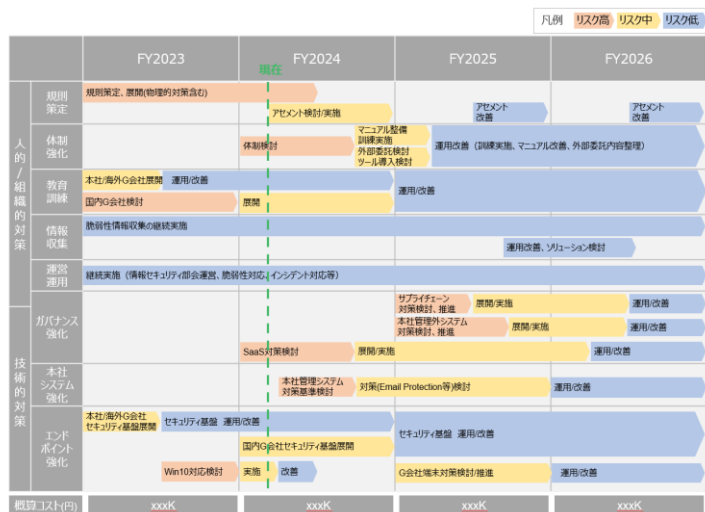 凡例 リスク高 リスク中 リスク低
FY2023 FY2024 FY2025 FY2026
現在
人的/組織的対策
規則
策定
規則策定、展開(物理的対策含む)
アセメント検討/実施
アセメント
改善
アセメント
改善
体制
強化
体制検討
マニュアル整備
訓練実施
外部委託検討
ツール導入検討
運用改善（訓練実施、マニュアル改善、外部委託内容整理）
教育
訓練
本社/海外G会社展開
運用/改善
運用/改善
国内G会社検討
展開
情報
収集
脆弱性情報収集の継続実施
運用改善、ソリューション検討
運営
運用
継続実施（情報セキュリティ部会運営、脆弱性対応、インシデント対応等）
技術的対策
ガバナンス
強化
サプライチェーン
対策検討、推進
展開/実施
運用/改善
本社管理外システム
対策検討、推進
展開/実施
運用/改善
SaaS対策検討
展開/実施
運用/改善
本社
システム
強化
本社管理システム
対策基準検討
対策(Email Protection等)検討
運用/改善
エンド
ポイント
強化
本社/海外G会社
セキュリティ基盤展開
セキュリティ基盤 運用/改善
セキュリティ基盤 運用/改善
国内G会社セキュリティ基盤展開
Win10対応検討
実施
改善
G会社端末対策検討/推進
運用/改善
概算コスト(円) xxxK xxxK xxxK xxxK